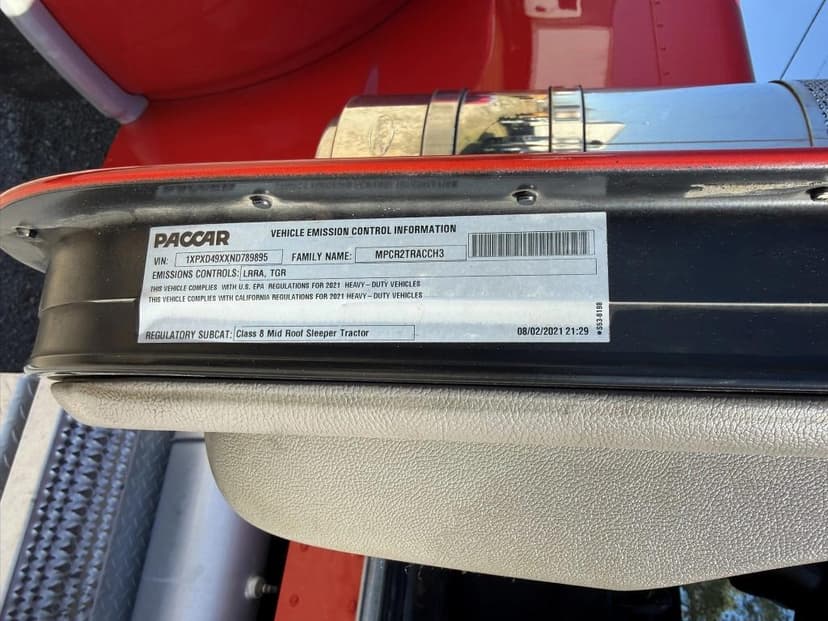 PACCAR VEHICLE EMISSION CONTROL INFORMATION
VIN: 1XPXD49XXND789895 FAMILY NAME: MPCR2TRACCH3
EMISSIONS CONTROLS: LRRA, TGR
THIS VEHICLE COMPLIES WITH U.S. EPA REGULATIONS FOR 2021 HEAVY-DUTY VEHICLES
THIS VEHICLE COMPLIES WITH CALIFORNIA REGULATIONS FOR 2021 HEAVY-DUTY VEHICLES
REGULATORY SUBCAT: Class 8 Mid Roof Sleeper Tractor 08/02/2021 21:29
*S53-6198